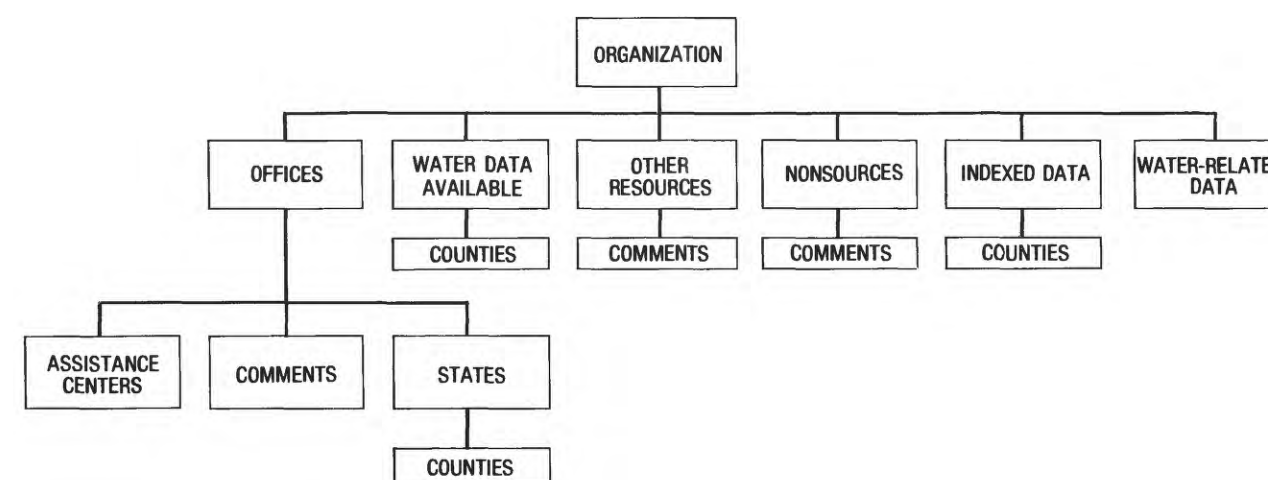 ORGANIZATION
OFFICES
WATER DATA
AVAILABLE
OTHER
RESOURCES
NONSOURCES
INDEXED DATA
WATER-RELATE
DATA
COUNTIES
COMMENTS
COMMENTS
COUNTIES
ASSISTANCE
CENTERS
COMMENTS
STATES
COUNTIES